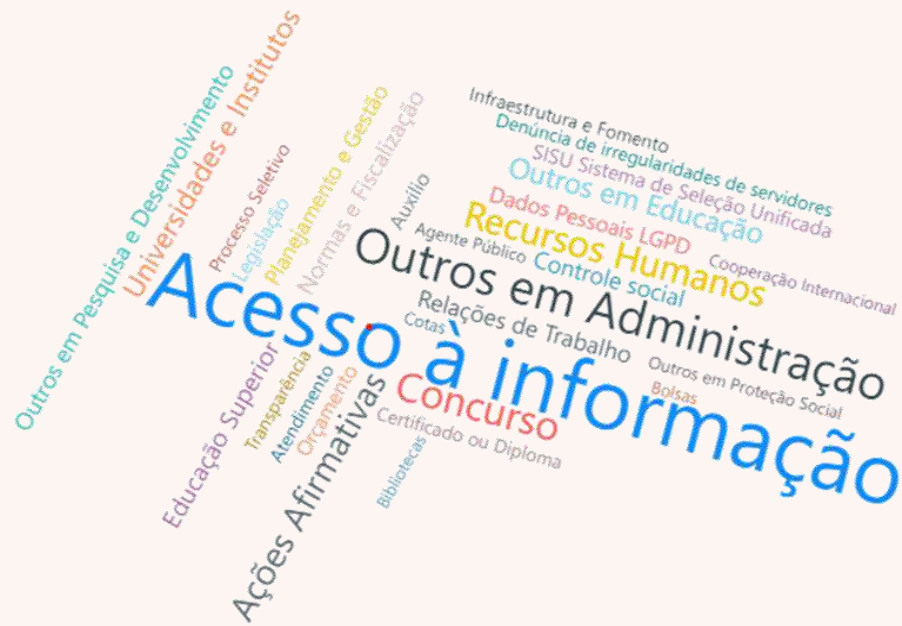 Outros em Pesquisa e Desenvolvimento
Universidades e Institutos
Processo Seletivo
Legislação
Planejamento e Gestão
Normas e Fiscalização
Auxílio
Infraestrutura e Fomento
Denúncia de irregularidades de servidores
SISU Sistema de Seleção Unificada
Outros em Educação
Dados Pessoais LGPD
Recursos Humanos
Cooperação Internacional
Agente Público
Controle social
Outros em Administração
Relações de Trabalho
Cotas
Acesso à informação
Outros em Proteção Social
Bolsas
Concurso
Certificado ou Diploma
Educação Superior
Transparência
Atendimento
Orçamento
Ações Afirmativas
Bibliotecas